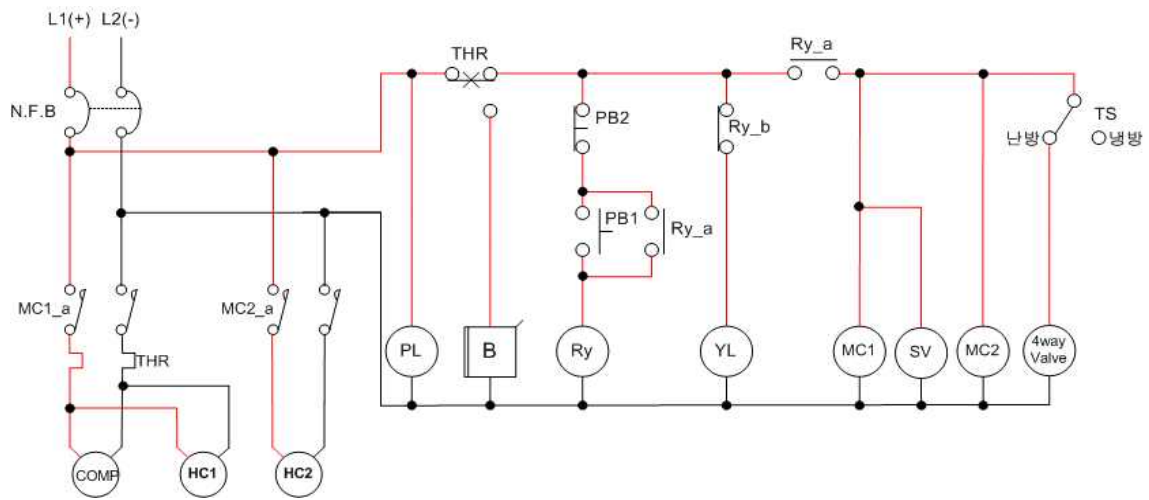 L1(+) L2(-)
N.F.B
THR
Ry_a
PB2
Ry_b
TS
난방
냉방
PB1
Ry_a
MC1_a
MC2_a
THR
PL
B
Ry
YL
MC1
SV
MC2
4way
Valve
COMP
HC1
HC2